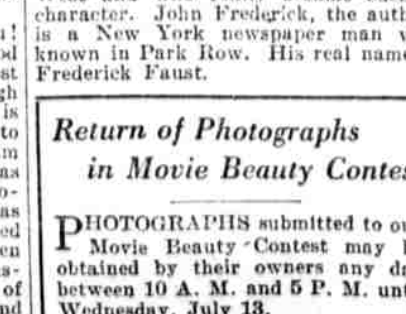 character. John Frederick, the auth
is a New York newspaper man w
known in Park Row. His real name
Frederick Faust.
Return of Photographs
in Movie Beauty Contes
PHOTOGRAPHS submitted to ou
Movie Beauty Contest may b
obtained by their owners any da
between 10 A. M. and 5 P. M. unt
Wednesday, July 13.